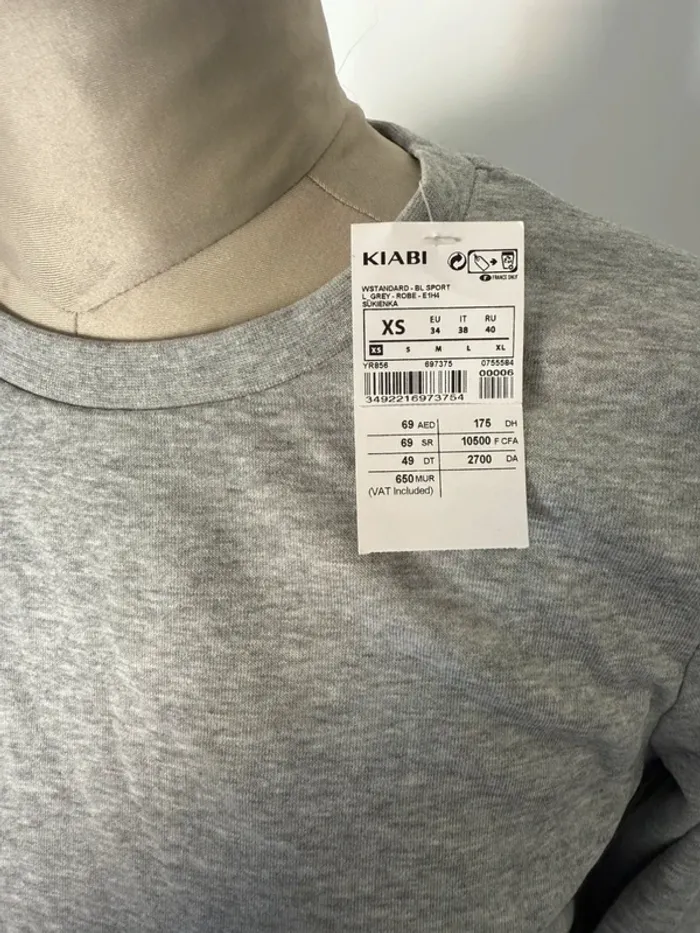 KIABI
FRANCE ONLY
WSTANDARD - BL SPORT
L_GREY - ROBE - E1H4
SUKIENKA
XS EU 34 IT 38 RU 40
XS S M L XL
YR856 697375 0755584
00006
3492216973754
69 AED 175 DH
69 SR 10500 F CFA
49 DT 2700 DA
650 MUR
(VAT Included)